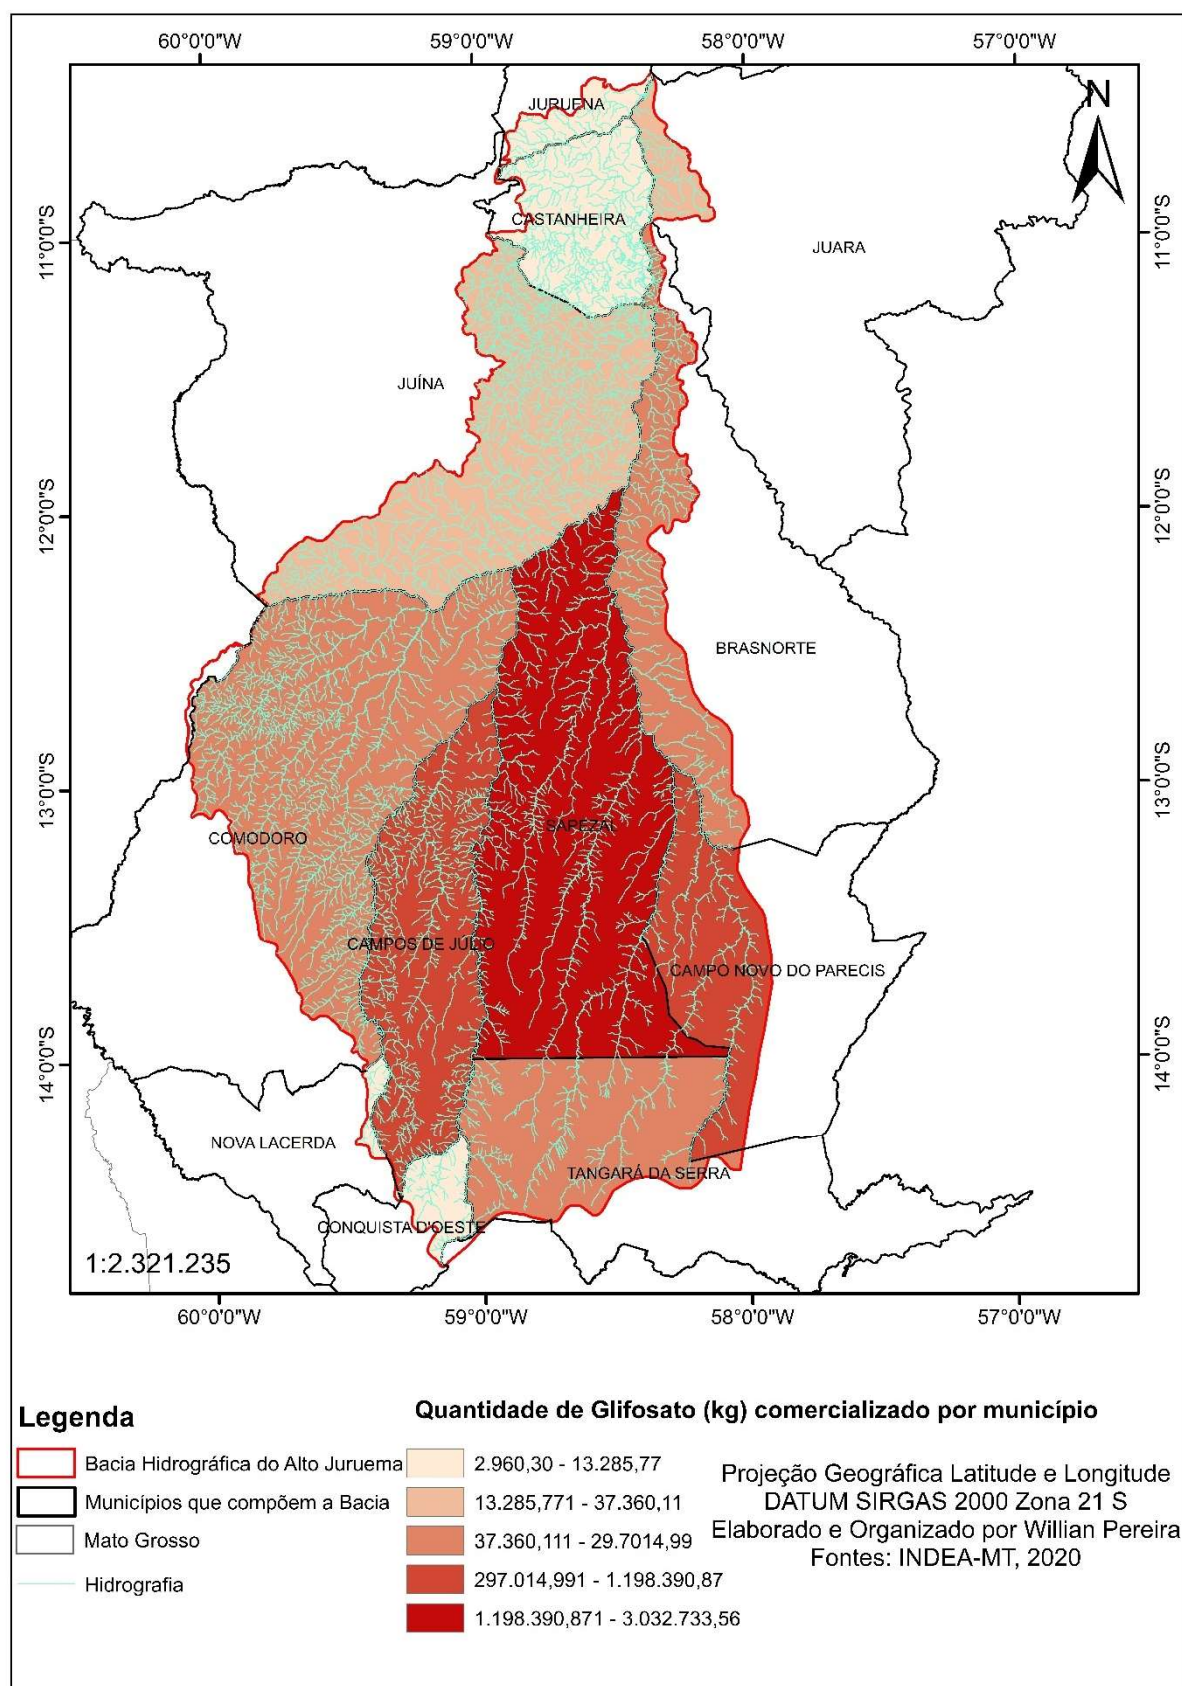 60°0'0"W 59°0'0"W 58°0'0"W 57°0'0"W
N
JURUENA
CASTANHEIRA
11°0'0"S
11°0'0"S
JUARA
JUÍNA
12°0'0"S
12°0'0"S
BRASNORTE
13°0'0"S
13°0'0"S
SAPEZAL
COMODORO
CAMPOS DE JÚLIO
CAMPO NOVO DO PARECIS
14°0'0"S
14°0'0"S
NOVA LACERDA
TANGARÁ DA SERRA
CONQUISTA D'OESTE
1:2.321.235
60°0'0"W 59°0'0"W 58°0'0"W 57°0'0"W
Legenda
Bacia Hidrográfica do Alto Juruema
Municípios que compõem a Bacia
Mato Grosso
Hidrografia
Quantidade de Glifosato (kg) comercializado por município
2.960,30 - 13.285,77
13.285,771 - 37.360,11
37.360,111 - 29.7014,99
297.014,991 - 1.198.390,87
1.198.390,871 - 3.032.733,56
Projeção Geográfica Latitude e Longitude
DATUM SIRGAS 2000 Zona 21 S
Elaborado e Organizado por Willian Pereira
Fontes: INDEA-MT, 2020